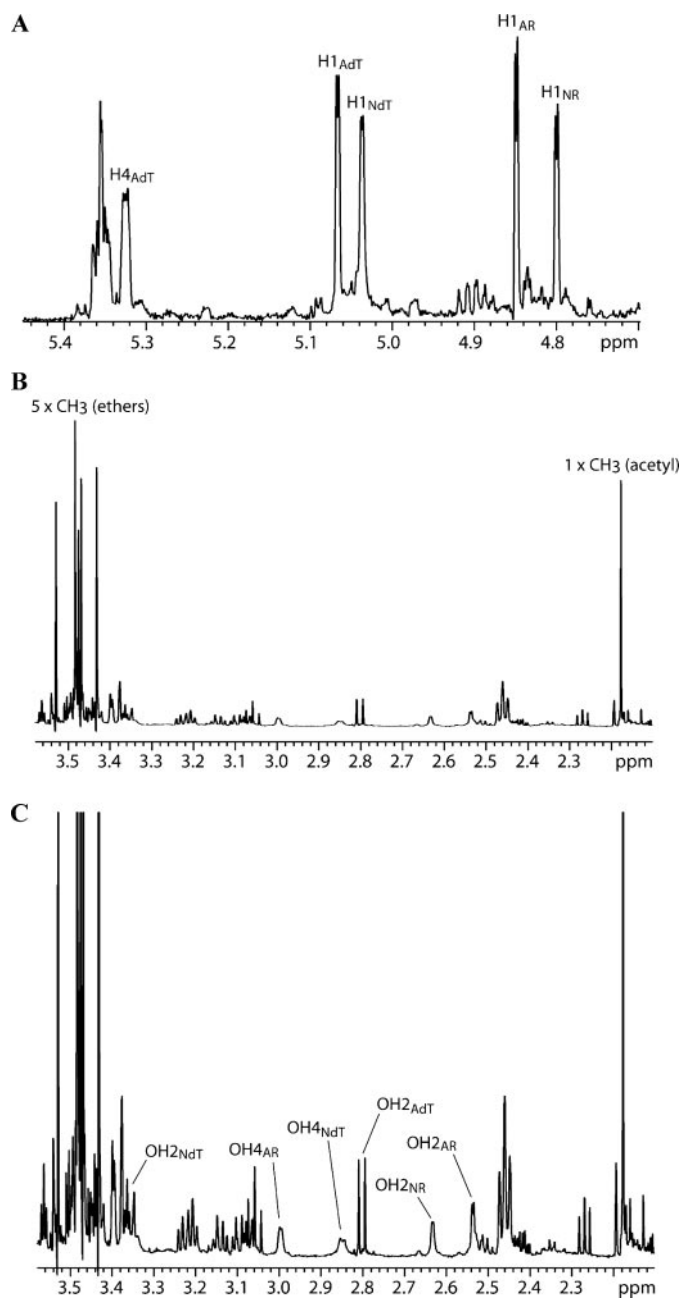 A
H1AR
H1AdT
H1NdT
H1NR
H4AdT
5.4 5.3 5.2 5.1 5.0 4.9 4.8 ppm
B
5 x CH3 (ethers)
1 x CH3 (acetyl)
3.5 3.4 3.3 3.2 3.1 3.0 2.9 2.8 2.7 2.6 2.5 2.4 2.3 ppm
C
OH2NdT
OH4AR
OH4NdT
OH2AdT
OH2NR
OH2AR
3.5 3.4 3.3 3.2 3.1 3.0 2.9 2.8 2.7 2.6 2.5 2.4 2.3 ppm